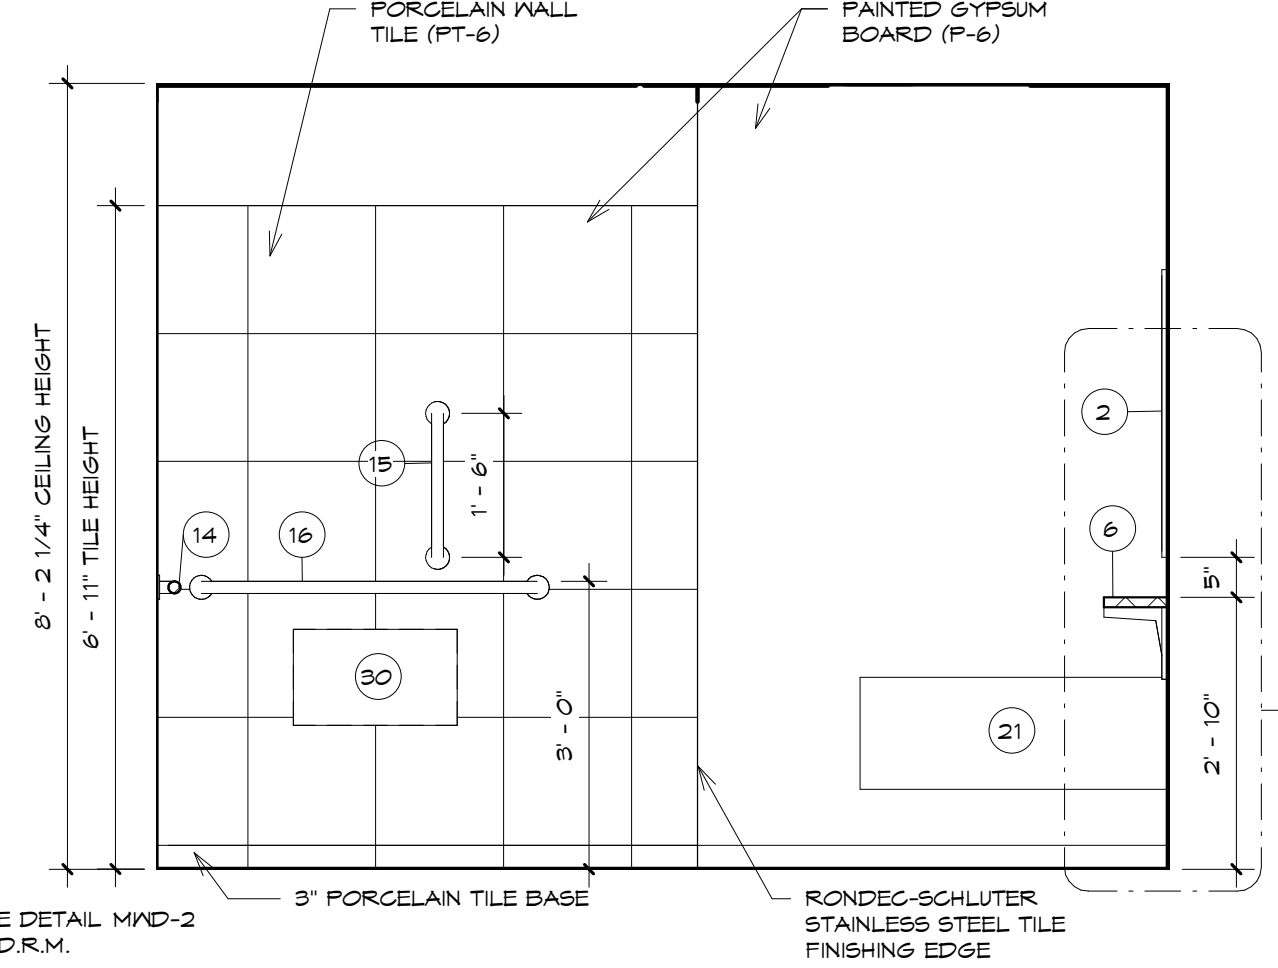 PORCELAIN WALL
TILE (PT-6)
PAINTED GYPSUM
BOARD (P-6)
8' - 2 1/4" CEILING HEIGHT
6' - 11" TILE HEIGHT
15
1' - 6"
14
16
30
3' - 0"
2
6
5"
21
2' - 10"
3" PORCELAIN TILE BASE
RONDEC-SCHLUTER
STAINLESS STEEL TILE
FINISHING EDGE
E DETAIL MWD-2
D.R.M.